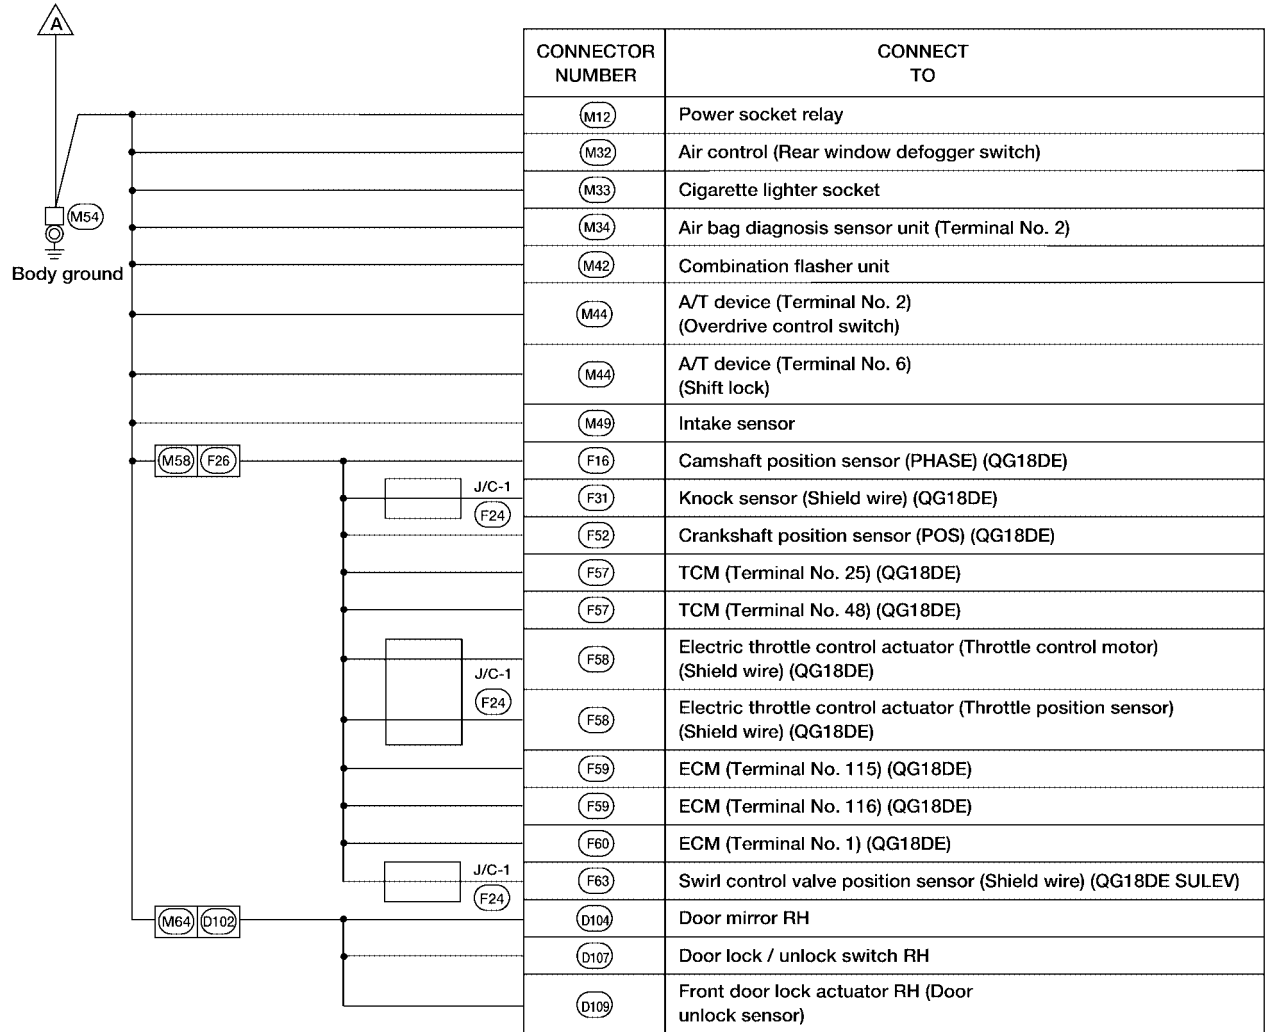 A
CONNECTOR
NUMBER
CONNECT
TO
M12 Power socket relay
M32 Air control (Rear window defogger switch)
M33 Cigarette lighter socket
M54
M34 Air bag diagnosis sensor unit (Terminal No. 2)
Body ground
M42 Combination flasher unit
M44 A/T device (Terminal No. 2)
(Overdrive control switch)
M44 A/T device (Terminal No. 6)
(Shift lock)
M49 Intake sensor
M58 F26
F16 Camshaft position sensor (PHASE) (QG18DE)
J/C-1
F24
F31 Knock sensor (Shield wire) (QG18DE)
F52 Crankshaft position sensor (POS) (QG18DE)
F57 TCM (Terminal No. 25) (QG18DE)
F57 TCM (Terminal No. 48) (QG18DE)
J/C-1
F24
F58 Electric throttle control actuator (Throttle control motor)
(Shield wire) (QG18DE)
F58 Electric throttle control actuator (Throttle position sensor)
(Shield wire) (QG18DE)
F59 ECM (Terminal No. 115) (QG18DE)
F59 ECM (Terminal No. 116) (QG18DE)
F60 ECM (Terminal No. 1) (QG18DE)
J/C-1
F24
F63 Swirl control valve position sensor (Shield wire) (QG18DE SULEV)
M64 D102
D104 Door mirror RH
D107 Door lock / unlock switch RH
D109 Front door lock actuator RH (Door
unlock sensor)